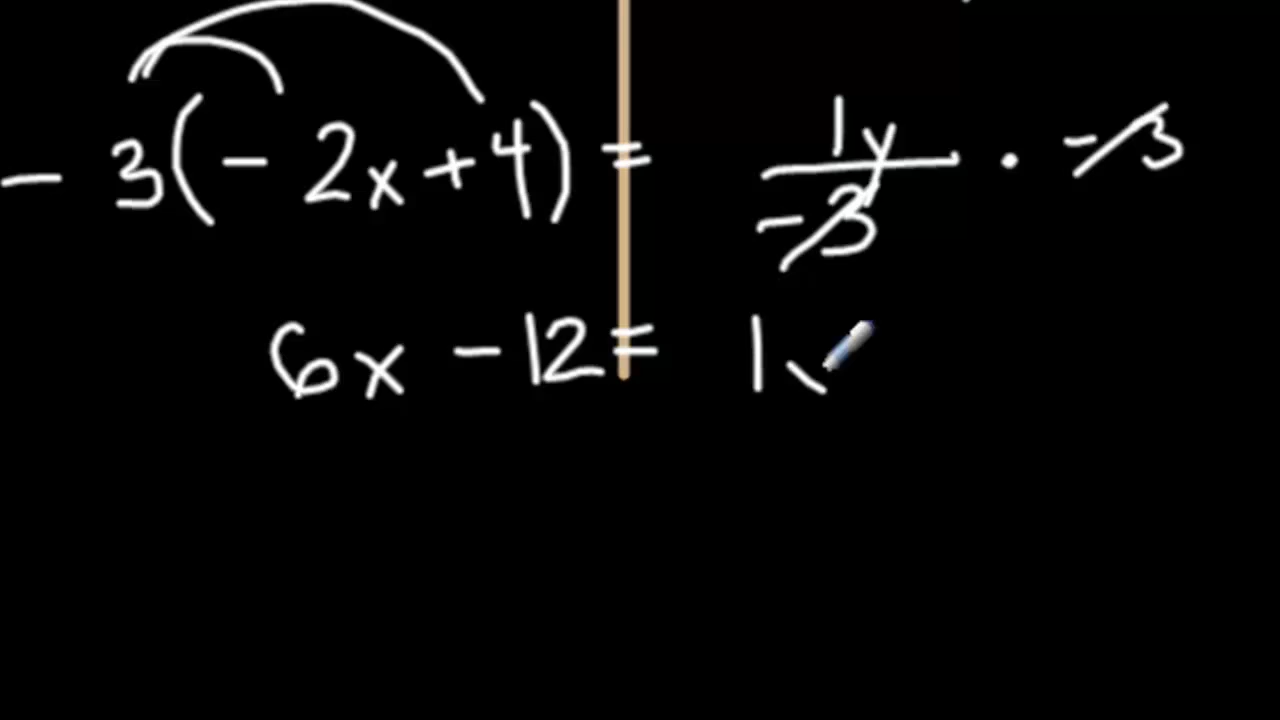 - 3(- 2x + 4) = 1y/-3 · -3
6x - 12 = 1